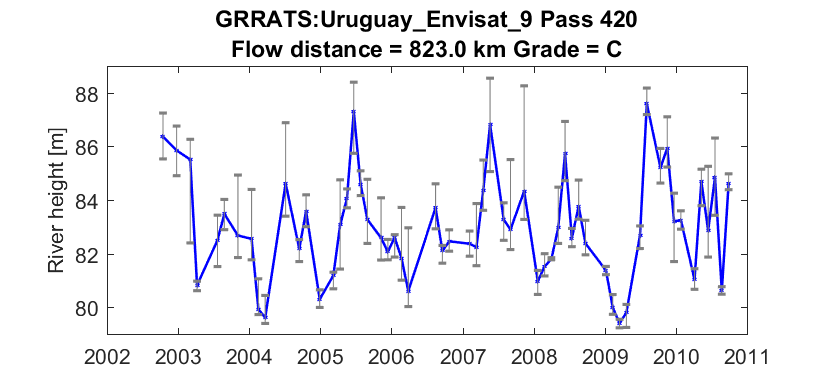 GRRATS:Uruguay_Envisat_9 Pass 420
Flow distance = 823.0 km Grade = C
River height [m]
88
86
84
82
80
2002 2003 2004 2005 2006 2007 2008 2009 2010 2011